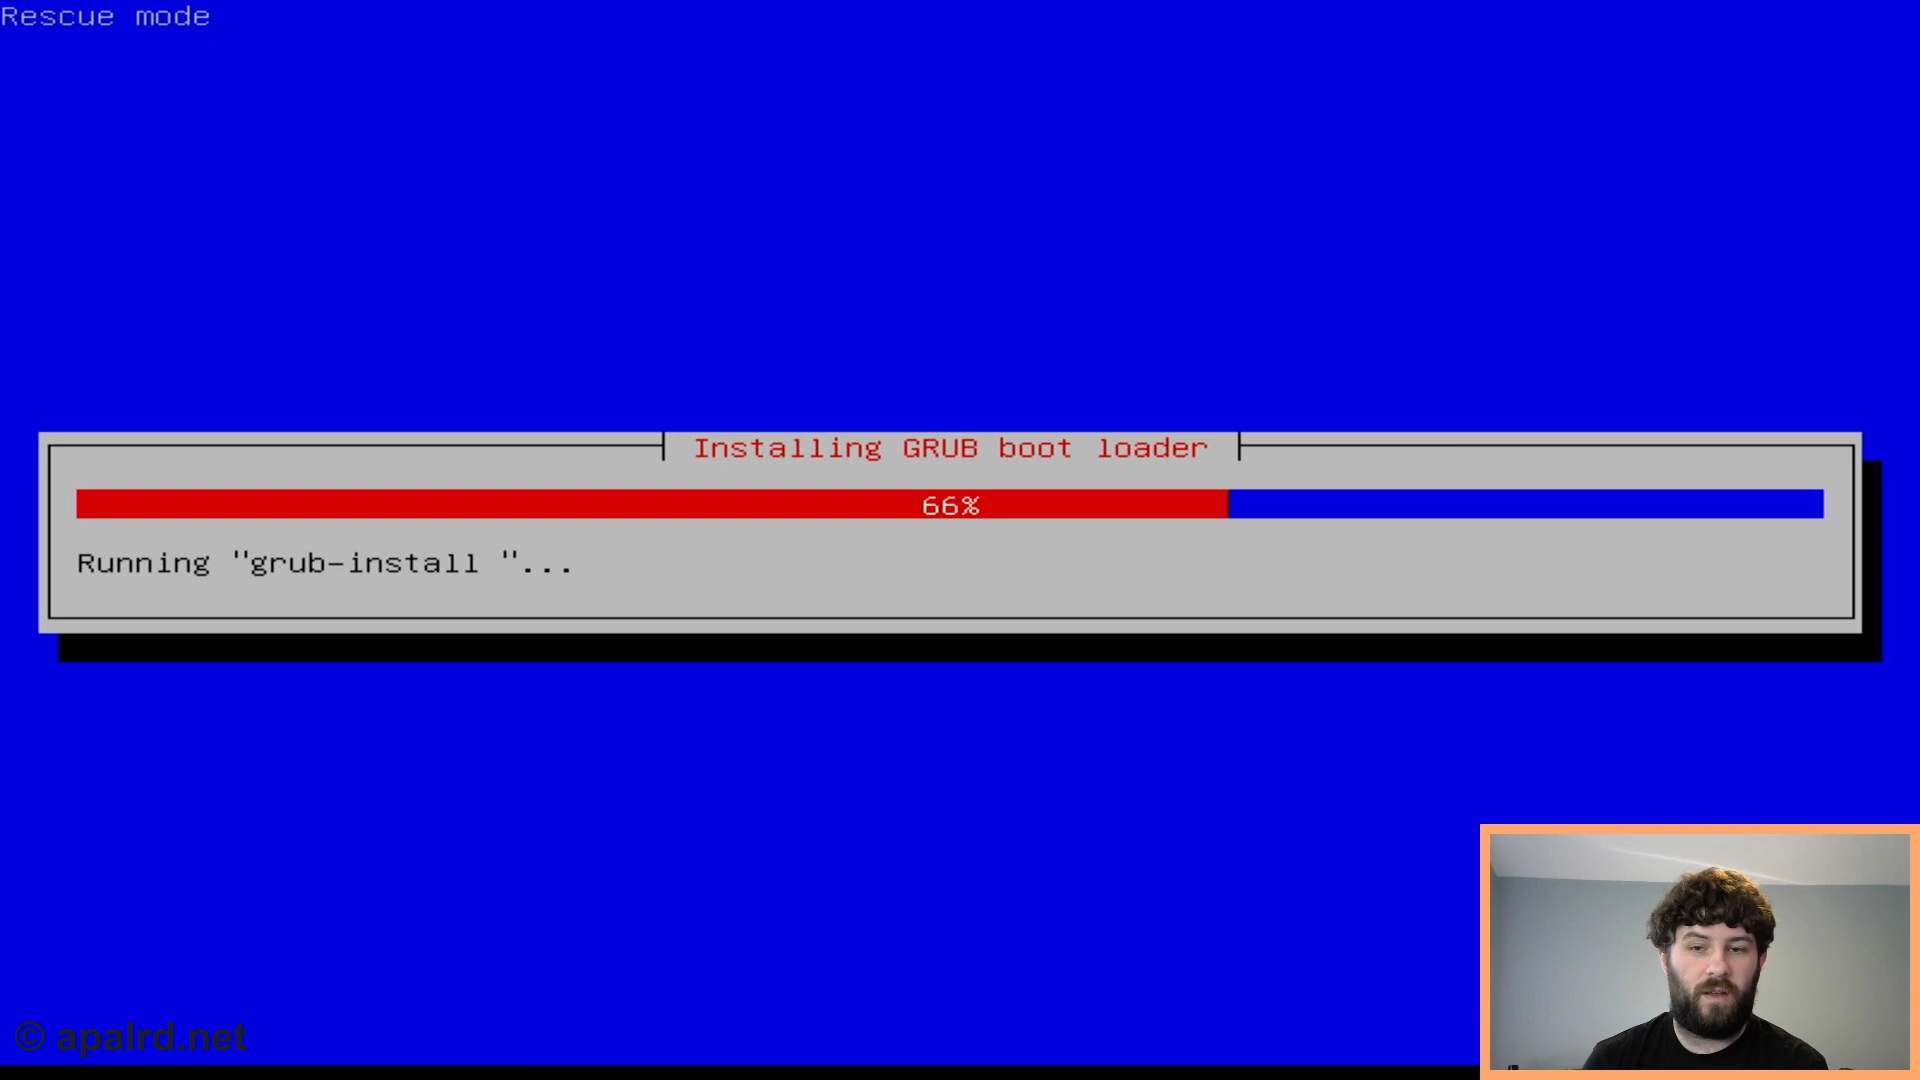 Rescue mode
Installing GRUB boot loader
66%
Running "grub-install "...
© apalrd.net